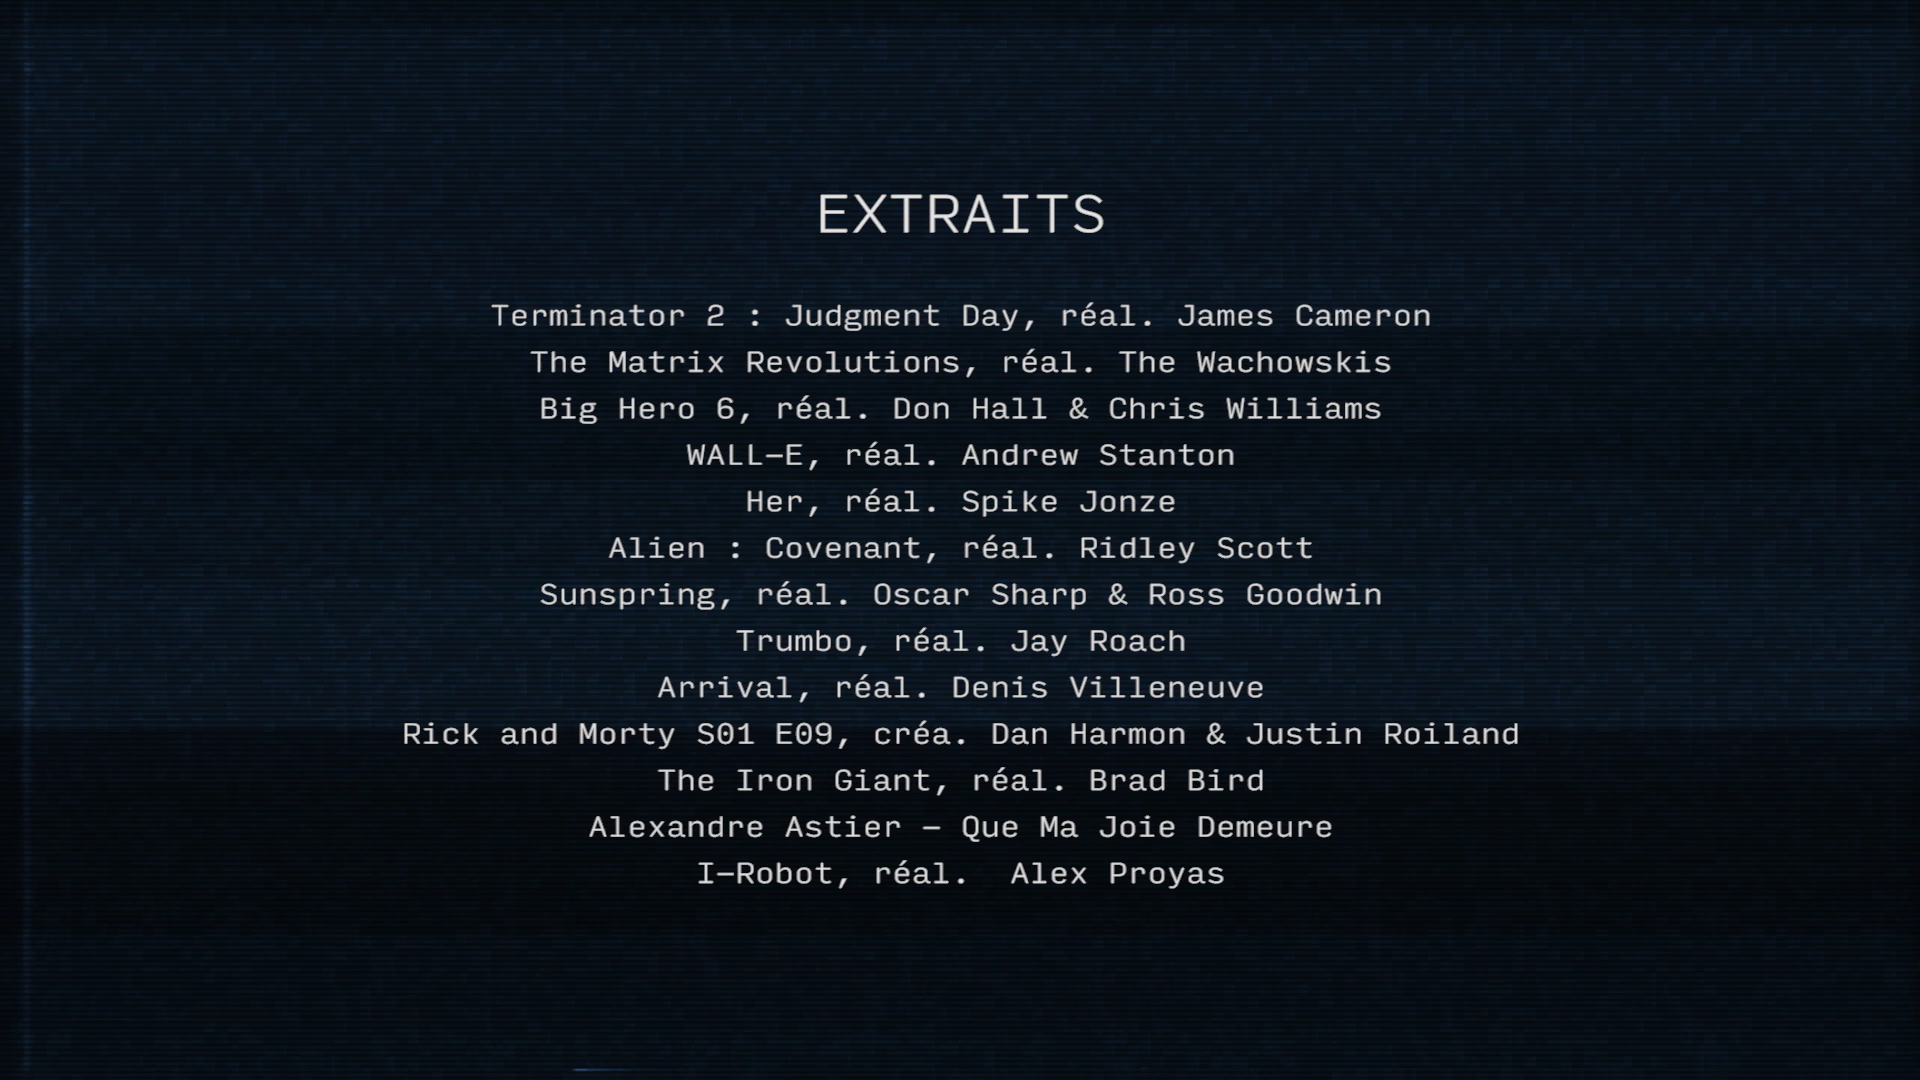 EXTRAITS
Terminator 2 : Judgment Day, réal. James Cameron
The Matrix Revolutions, réal. The Wachowskis
Big Hero 6, réal. Don Hall & Chris Williams
WALL-E, réal. Andrew Stanton
Her, réal. Spike Jonze
Alien : Covenant, réal. Ridley Scott
Sunspring, réal. Oscar Sharp & Ross Goodwin
Trumbo, réal. Jay Roach
Arrival, réal. Denis Villeneuve
Rick and Morty S01 E09, créa. Dan Harmon & Justin Roiland
The Iron Giant, réal. Brad Bird
Alexandre Astier - Que Ma Joie Demeure
I-Robot, réal.  Alex Proyas